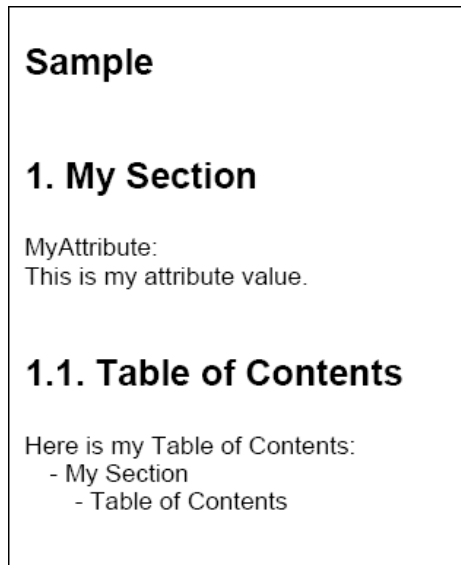 Sample
1. My Section
MyAttribute:
This is my attribute value.
1.1. Table of Contents
Here is my Table of Contents:
- My Section
- Table of Contents